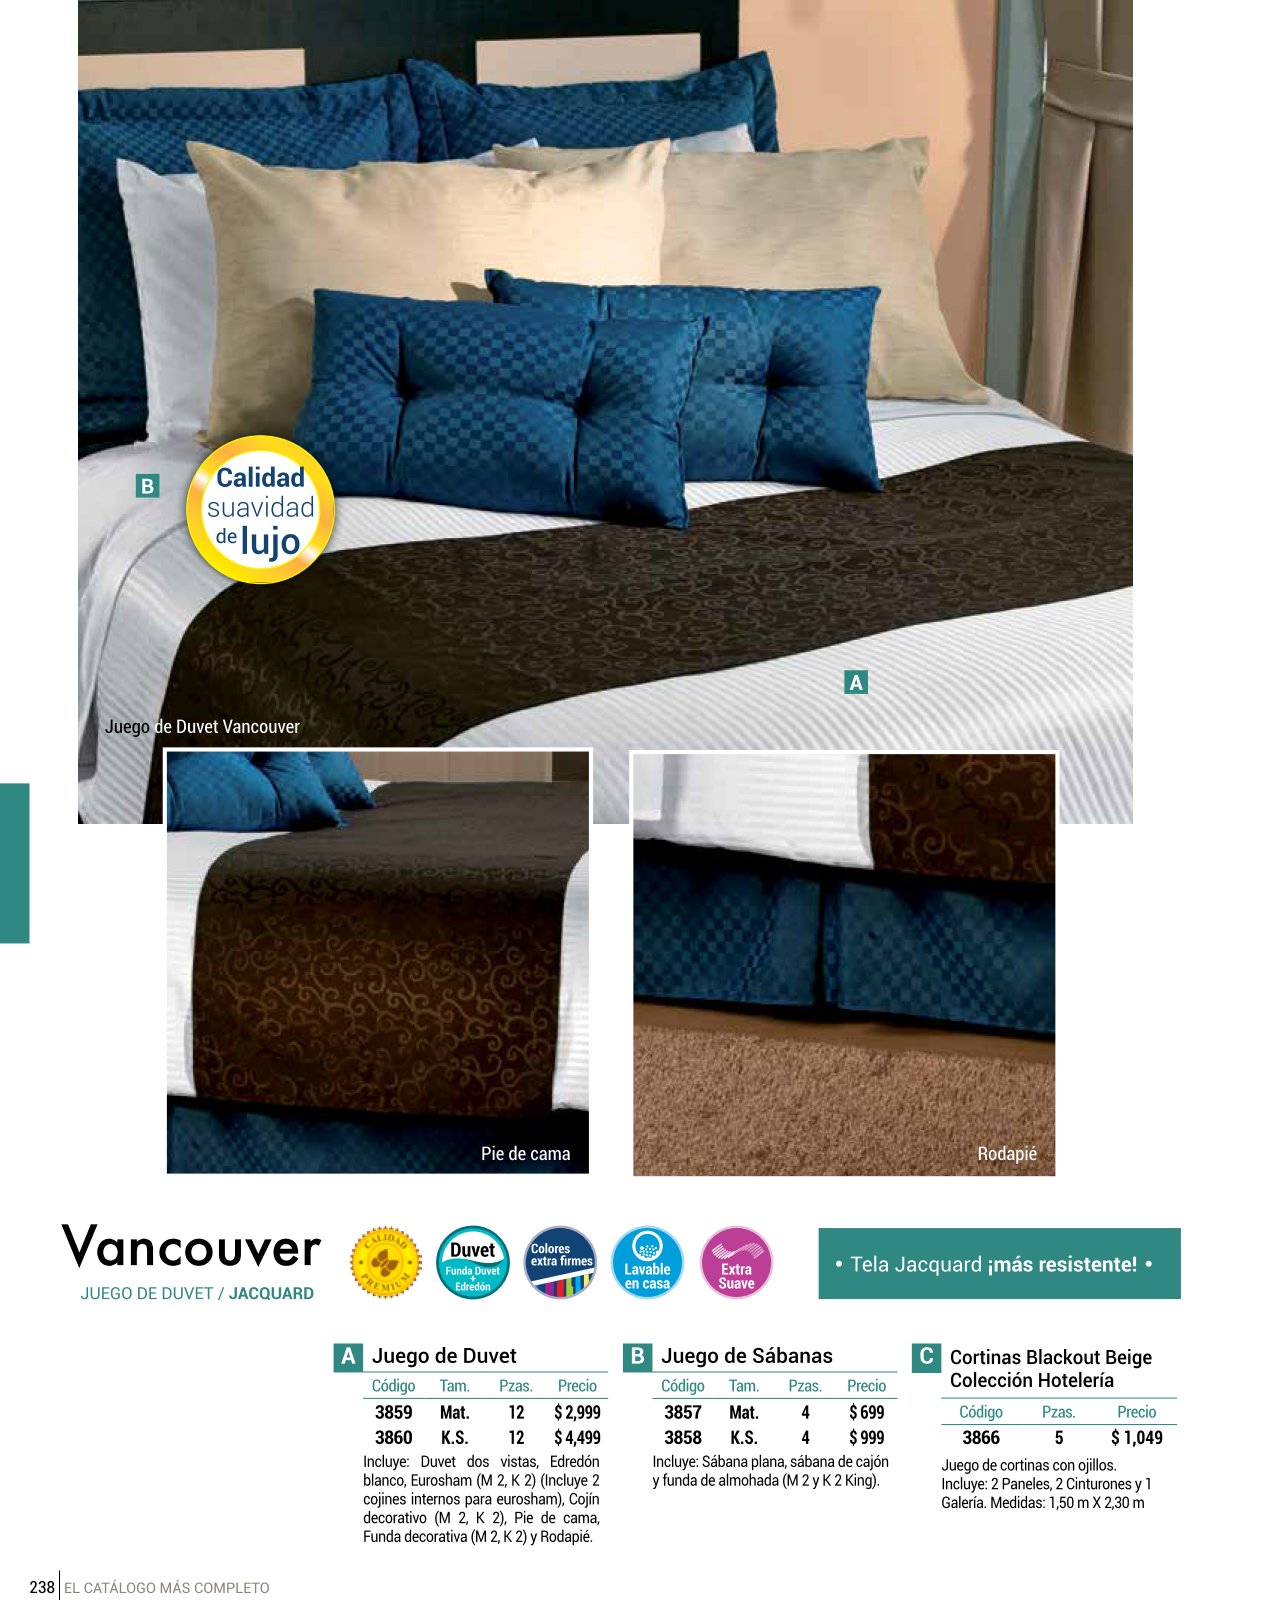 B
Calidad
suavidad
de lujo
A
Juego de Duvet Vancouver
Pie de cama
Rodapié
Vancouver
JUEGO DE DUVET / JACQUARD
CALIDAD
PREMIUM
Duvet
Funda Duvet
+
Edredón
Colores
extra firmes
Lavable
en casa
Extra
Suave
• Tela Jacquard ¡más resistente! •
A Juego de Duvet
Código Tam. Pzas. Precio
3859 Mat. 12 $ 2,999
3860 K.S. 12 $ 4,499
Incluye: Duvet dos vistas, Edredón
blanco, Eurosham (M 2, K 2) (Incluye 2
cojines internos para eurosham), Cojín
decorativo (M 2, K 2), Pie de cama,
Funda decorativa (M 2, K 2) y Rodapié.
B Juego de Sábanas
Código Tam. Pzas. Precio
3857 Mat. 4 $ 699
3858 K.S. 4 $ 999
Incluye: Sábana plana, sábana de cajón
y funda de almohada (M 2 y K 2 King).
C Cortinas Blackout Beige
Colección Hotelería
Código Pzas. Precio
3866 5 $ 1,049
Juego de cortinas con ojillos.
Incluye: 2 Paneles, 2 Cinturones y 1
Galería. Medidas: 1,50 m X 2,30 m
238 EL CATÁLOGO MÁS COMPLETO